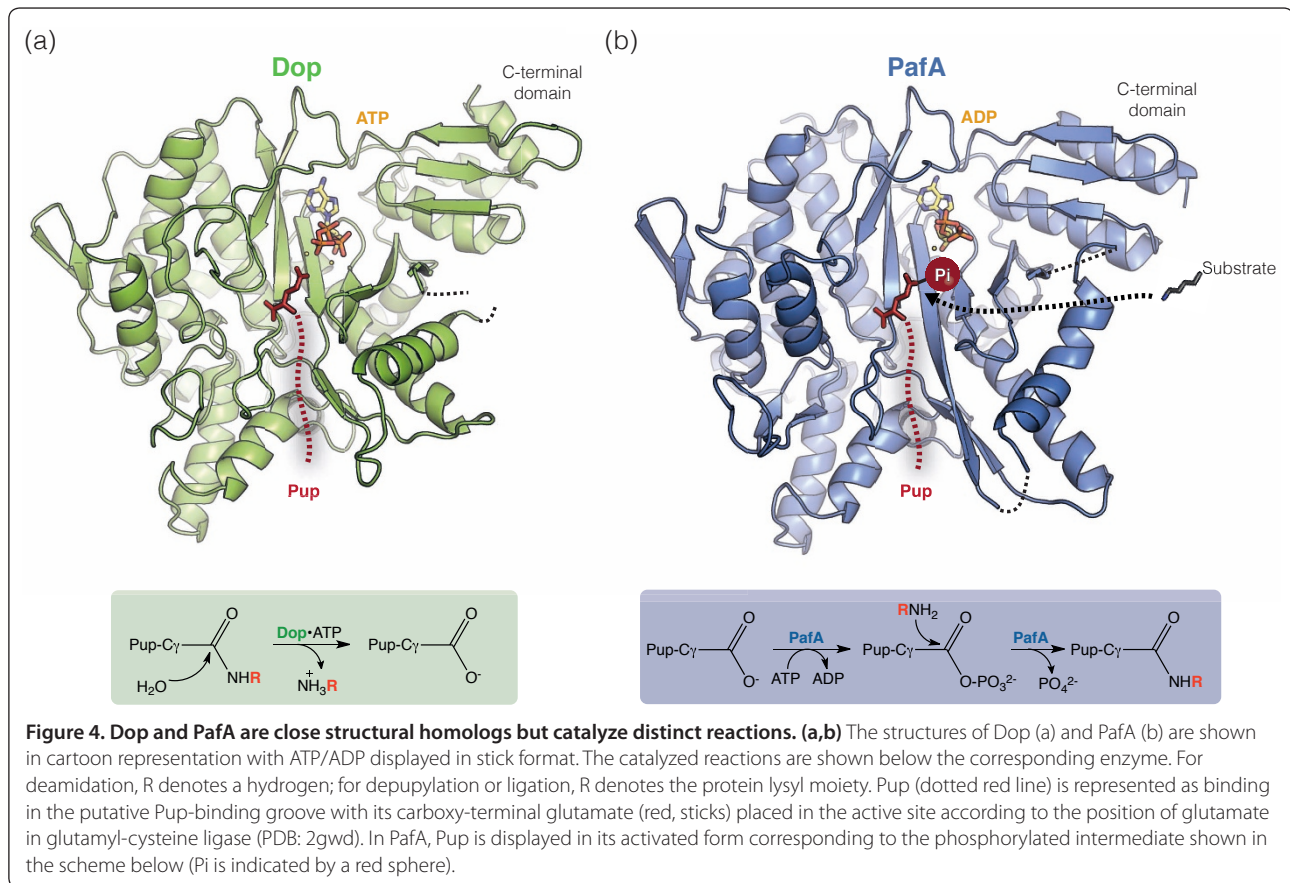 (a)
Dop
ATP
C-terminal
domain
Pup
(b)
PafA
ADP
C-terminal
domain
Pi
Substrate
Pup
Pup-Cγ
O
NHR
H₂O
Dop•ATP
+
NH₃R
Pup-Cγ
O
O-
Pup-Cγ
O
O-
PafA
ATP
ADP
RNH₂
Pup-Cγ
O
O-PO₃²⁻
PafA
PO₄²⁻
Pup-Cγ
O
NHR
Figure 4. Dop and PafA are close structural homologs but catalyze distinct reactions. (a,b) The structures of Dop (a) and PafA (b) are shown
in cartoon representation with ATP/ADP displayed in stick format. The catalyzed reactions are shown below the corresponding enzyme. For
deamidation, R denotes a hydrogen; for depupylation or ligation, R denotes the protein lysyl moiety. Pup (dotted red line) is represented as binding
in the putative Pup-binding groove with its carboxy-terminal glutamate (red, sticks) placed in the active site according to the position of glutamate
in glutamyl-cysteine ligase (PDB: 2gwd). In PafA, Pup is displayed in its activated form corresponding to the phosphorylated intermediate shown in
the scheme below (Pi is indicated by a red sphere).